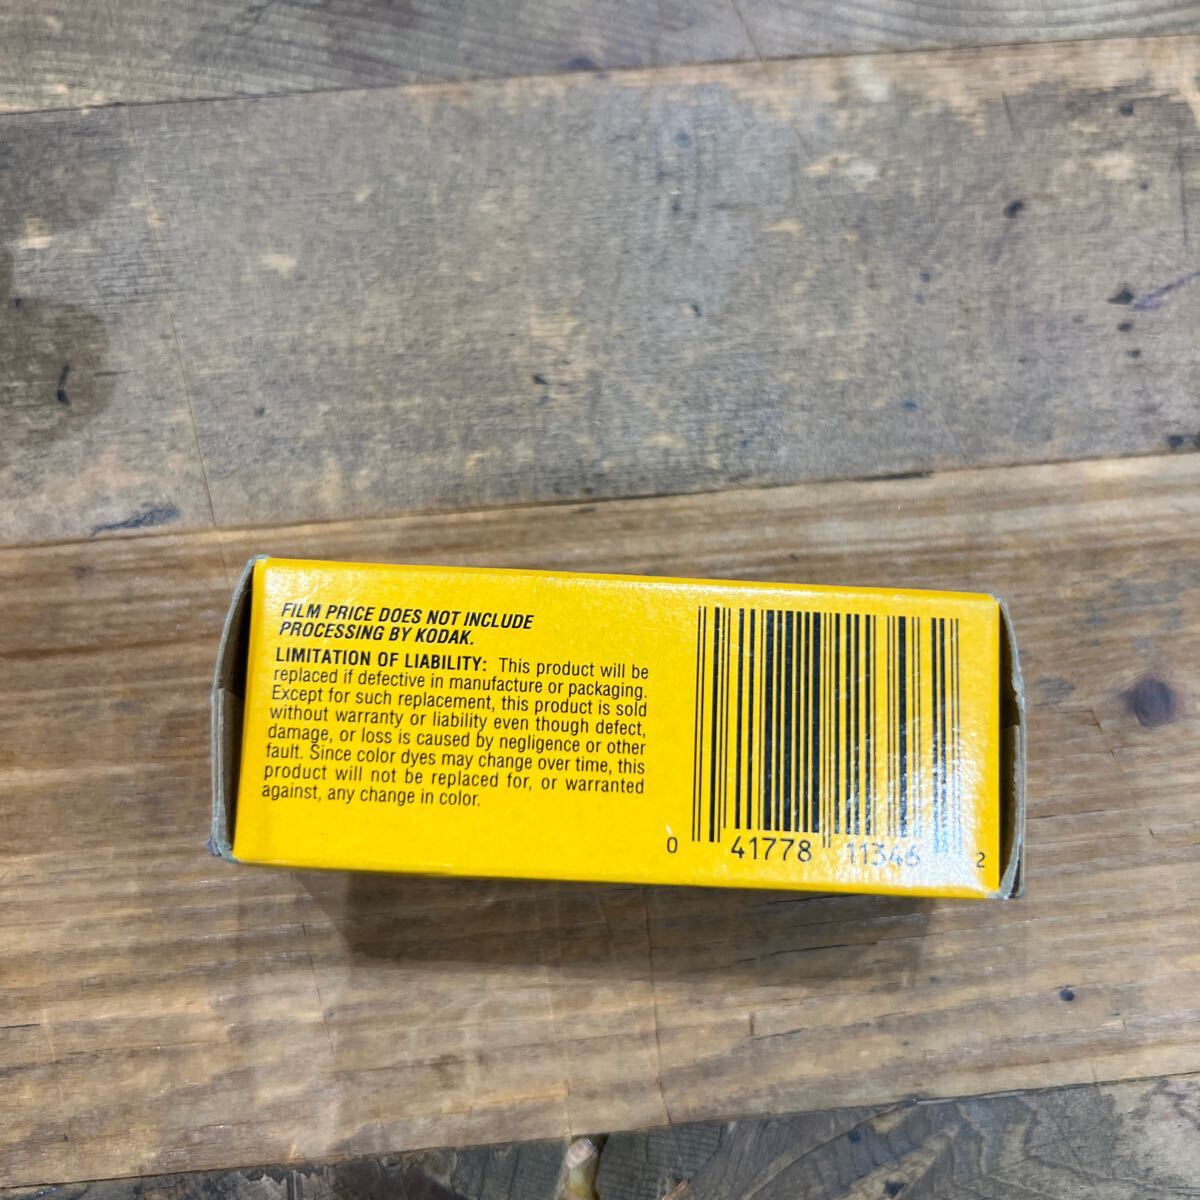 FILM PRICE DOES NOT INCLUDE
PROCESSING BY KODAK.
LIMITATION OF LIABILITY: This product will be
replaced if defective in manufacture or packaging.
Except for such replacement, this product is sold
without warranty or liability even though defect,
damage, or loss is caused by negligence or other
fault. Since color dyes may change over time, this
product will not be replaced for, or warranted
against, any change in color.
0 41778 11346 2